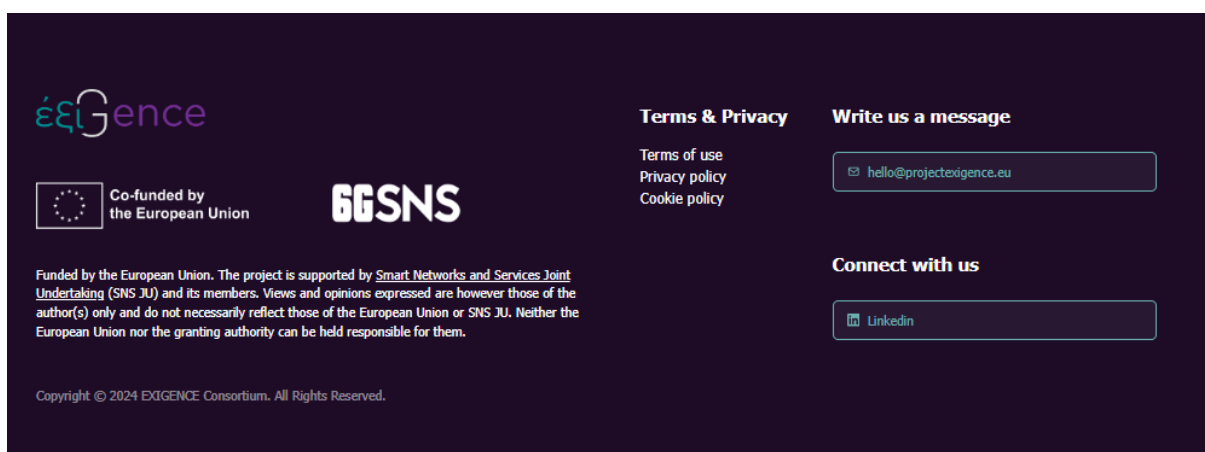 έξiGence
Co-funded by
the European Union
6GSNS
Funded by the European Union. The project is supported by Smart Networks and Services Joint
Undertaking (SNS JU) and its members. Views and opinions expressed are however those of the
author(s) only and do not necessarily reflect those of the European Union or SNS JU. Neither the
European Union nor the granting authority can be held responsible for them.
Copyright © 2024 EXIGENCE Consortium. All Rights Reserved.
Terms & Privacy
Terms of use
Privacy policy
Cookie policy
Write us a message
hello@projectexigence.eu
Connect with us
Linkedin